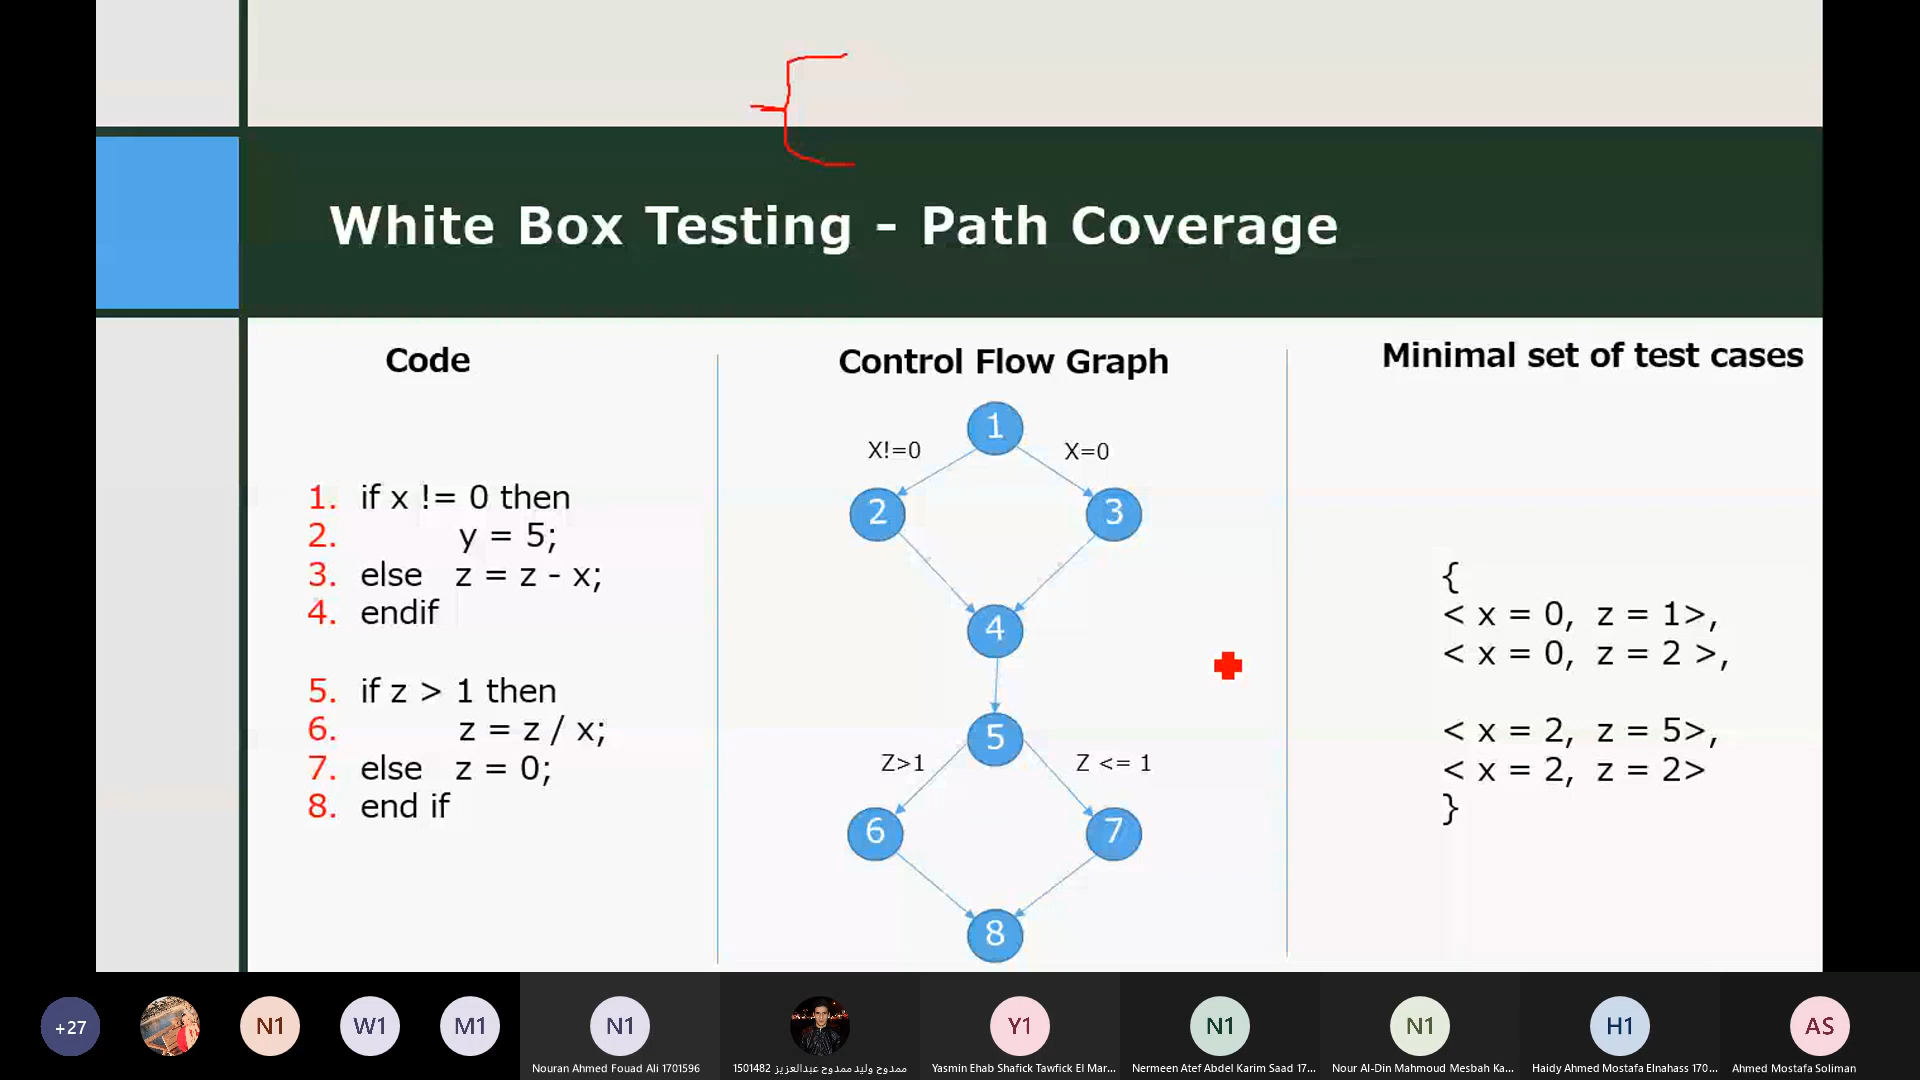 White Box Testing - Path Coverage
Code
1. if x != 0 then
2. y = 5;
3. else z = z - x;
4. endif
5. if z > 1 then
6. z = z / x;
7. else z = 0;
8. end if
Control Flow Graph
1
X!=0
X=0
2
3
4
5
Z>1
Z <= 1
6
7
8
Minimal set of test cases
{
< x = 0, z = 1>,
< x = 0, z = 2 >,
< x = 2, z = 5>,
< x = 2, z = 2>
}
+27
N1
W1
M1
N1
Y1
N1
N1
H1
AS
Nouran Ahmed Fouad Ali 1701596
ممدوح وليد ممدوح عبدالعزيز 1501482
Yasmin Ehab Shafick Tawfick El Mar...
Nermeen Atef Abdel Karim Saad 17...
Nour Al-Din Mahmoud Mesbah Ka...
Haidy Ahmed Mostafa Elnahass 170...
Ahmed Mostafa Soliman